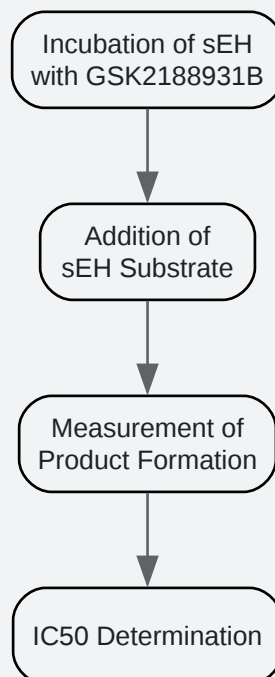 Incubation of sEH
with GSK2188931B
Addition of
sEH Substrate
Measurement of
Product Formation
IC50 Determination